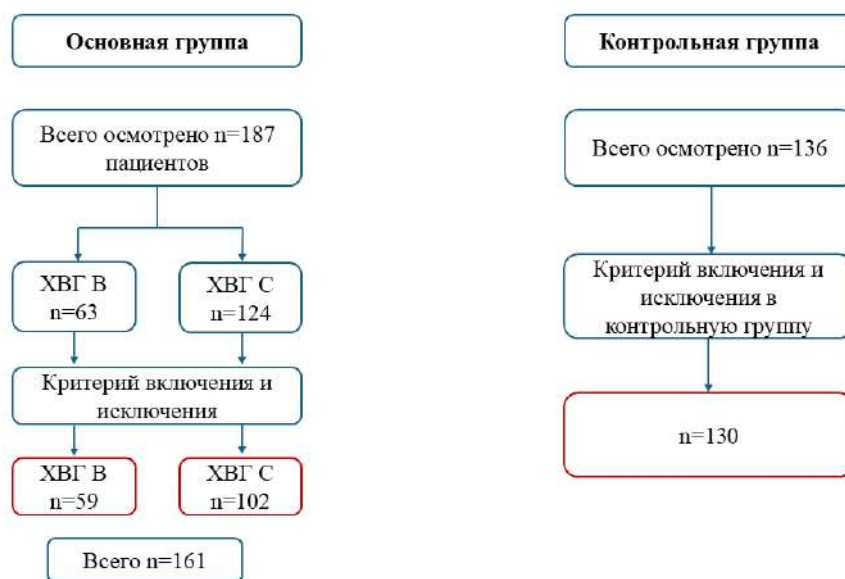 Основная группа
Всего осмотрено n=187
пациентов
ХВГ В
n=63
ХВГ С
n=124
Критерий включения и
исключения
ХВГ В
n=59
ХВГ С
n=102
Всего n=161
Контрольная группа
Всего осмотрено n=136
Критерий включения и
исключения в
контрольную группу
n=130